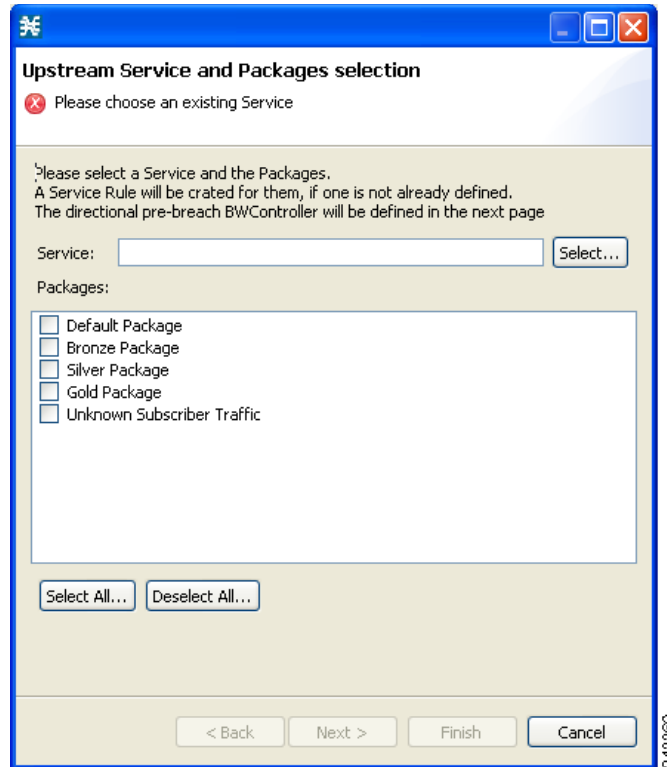 Upstream Service and Packages selection
Please choose an existing Service
Please select a Service and the Packages.
A Service Rule will be crated for them, if one is not already defined.
The directional pre-breach BWController will be defined in the next page
Service:
Select...
Packages:
Default Package
Bronze Package
Silver Package
Gold Package
Unknown Subscriber Traffic
Select All...
Deselect All...
< Back
Next >
Finish
Cancel